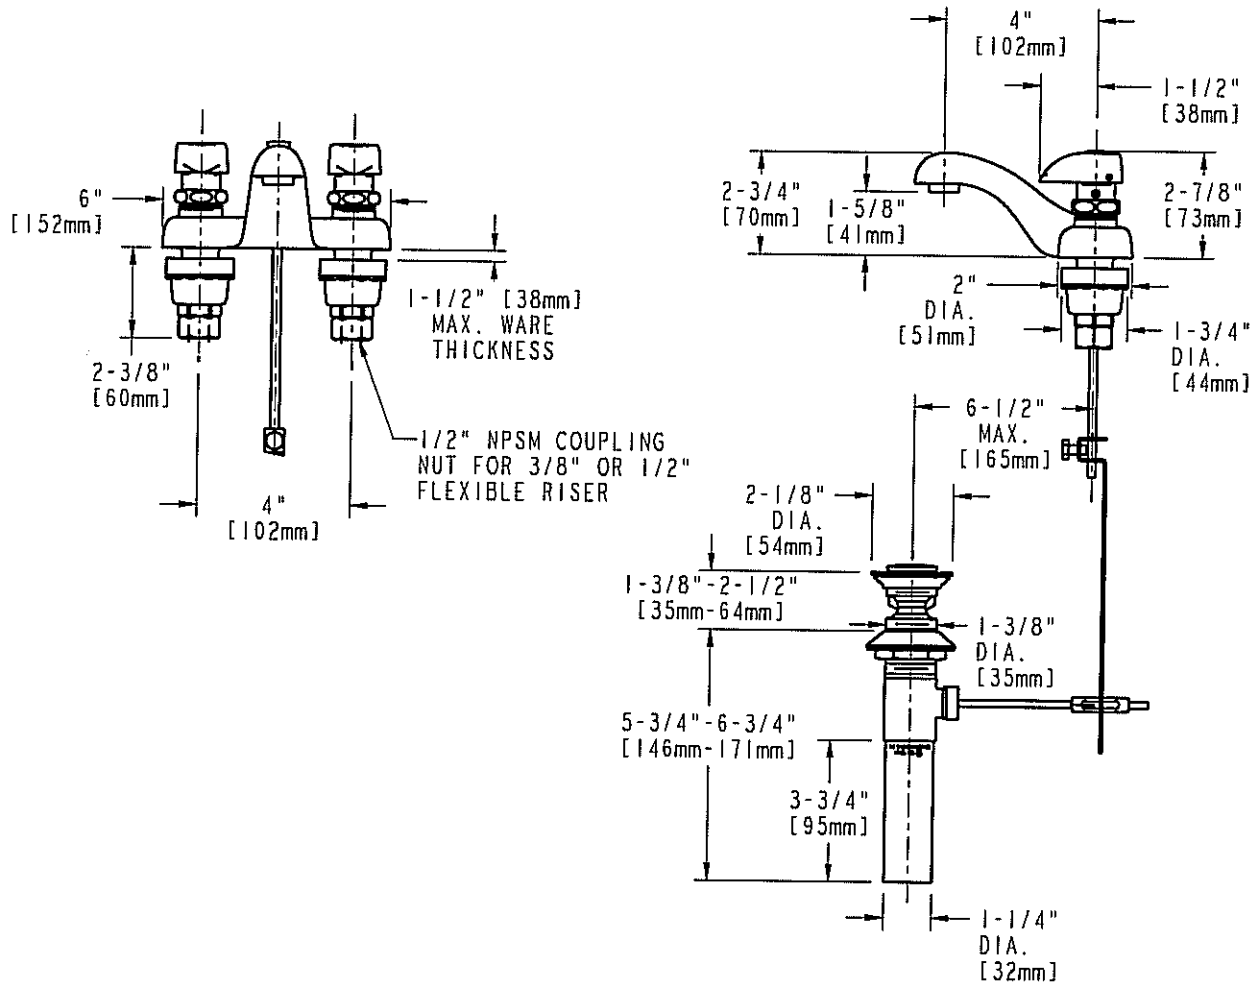 6"
[152mm]
2-3/8"
[60mm]
1-1/2" [38mm]
MAX. WARE
THICKNESS
1/2" NPSM COUPLING
NUT FOR 3/8" OR 1/2"
FLEXIBLE RISER
4"
[102mm]
4"
[102mm]
1-1/2"
[38mm]
2-3/4"
[70mm]
1-5/8"
[41mm]
2-7/8"
[73mm]
2"
DIA.
[51mm]
1-3/4"
DIA.
[44mm]
6-1/2"
MAX.
[165mm]
2-1/8"
DIA.
[54mm]
1-3/8"-2-1/2"
[35mm-64mm]
1-3/8"
DIA.
[35mm]
5-3/4"-6-3/4"
[146mm-171mm]
3-3/4"
[95mm]
1-1/4"
DIA.
[32mm]